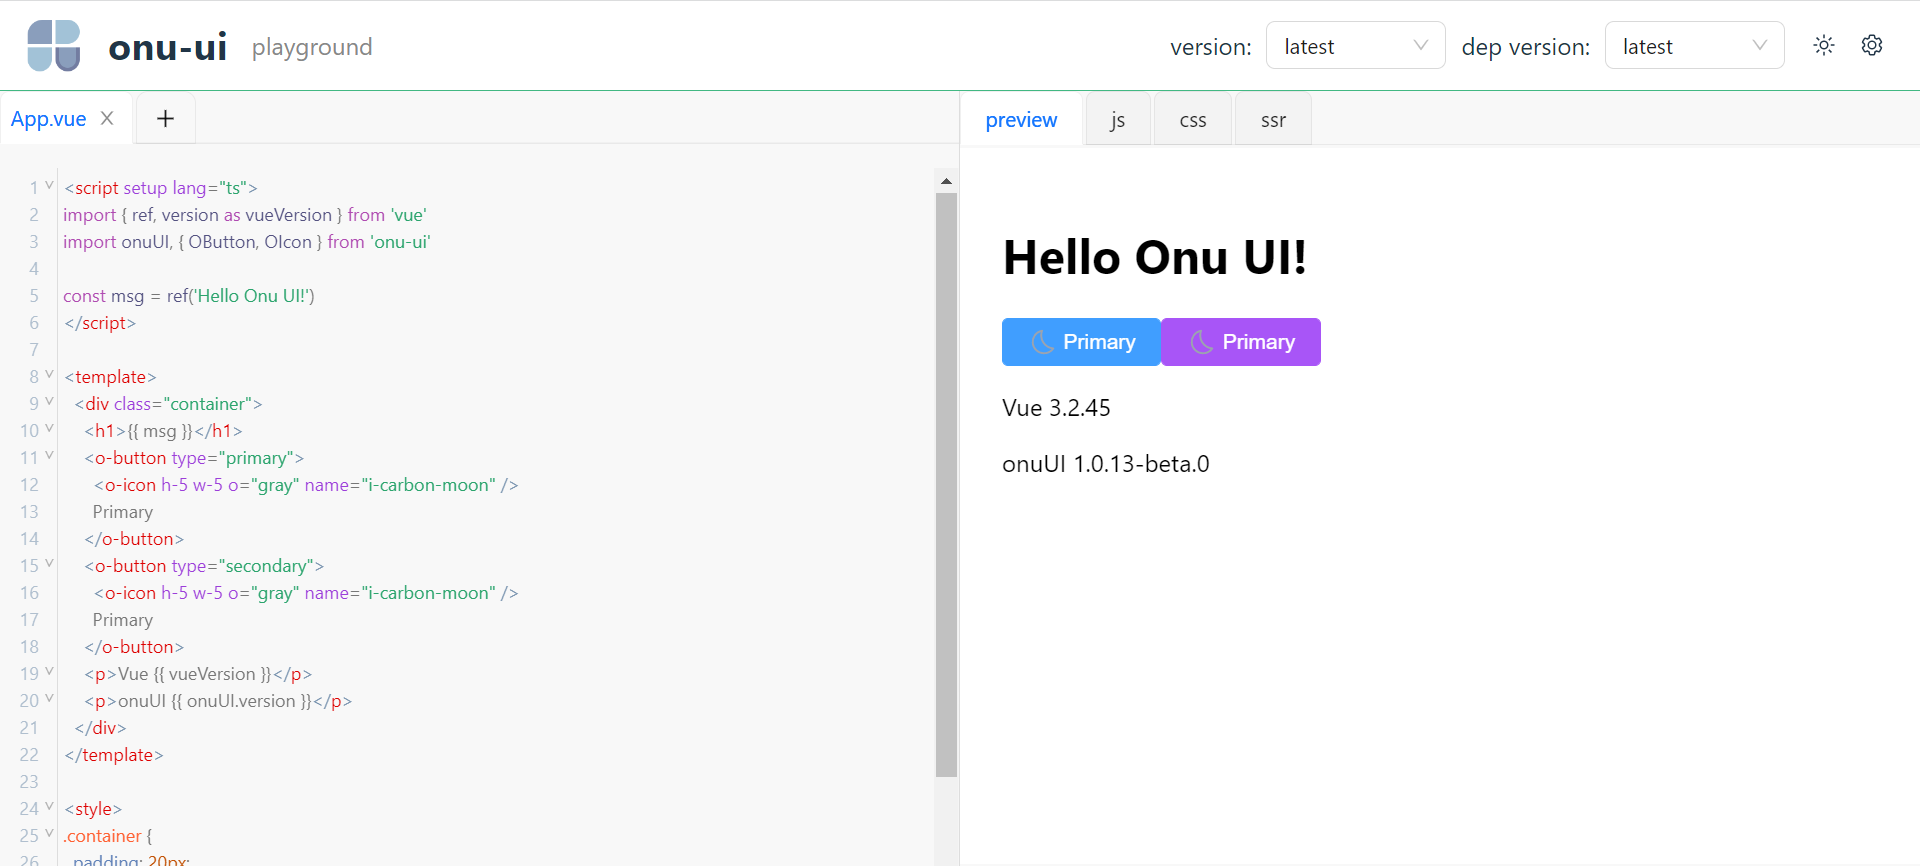 onu-ui playground version: latest dep version: latest
App.vue
preview js css ssr
1 <script setup lang="ts">
2 import { ref, version as vueVersion } from 'vue'
3 import onuUI, { OButton, OIcon } from 'onu-ui'
4
5 const msg = ref('Hello Onu UI!')
6 </script>
7
8 <template>
9 <div class="container">
10 <h1>{{ msg }}</h1>
11 <o-button type="primary">
12 <o-icon h-5 w-5 o="gray" name="i-carbon-moon" />
13 Primary
14 </o-button>
15 <o-button type="secondary">
16 <o-icon h-5 w-5 o="gray" name="i-carbon-moon" />
17 Primary
18 </o-button>
19 <p>Vue {{ vueVersion }}</p>
20 <p>onuUI {{ onuUI.version }}</p>
21 </div>
22 </template>
23
24 <style>
25 .container {
26 padding: 20px;
Hello Onu UI!
Primary Primary
Vue 3.2.45
onuUI 1.0.13-beta.0